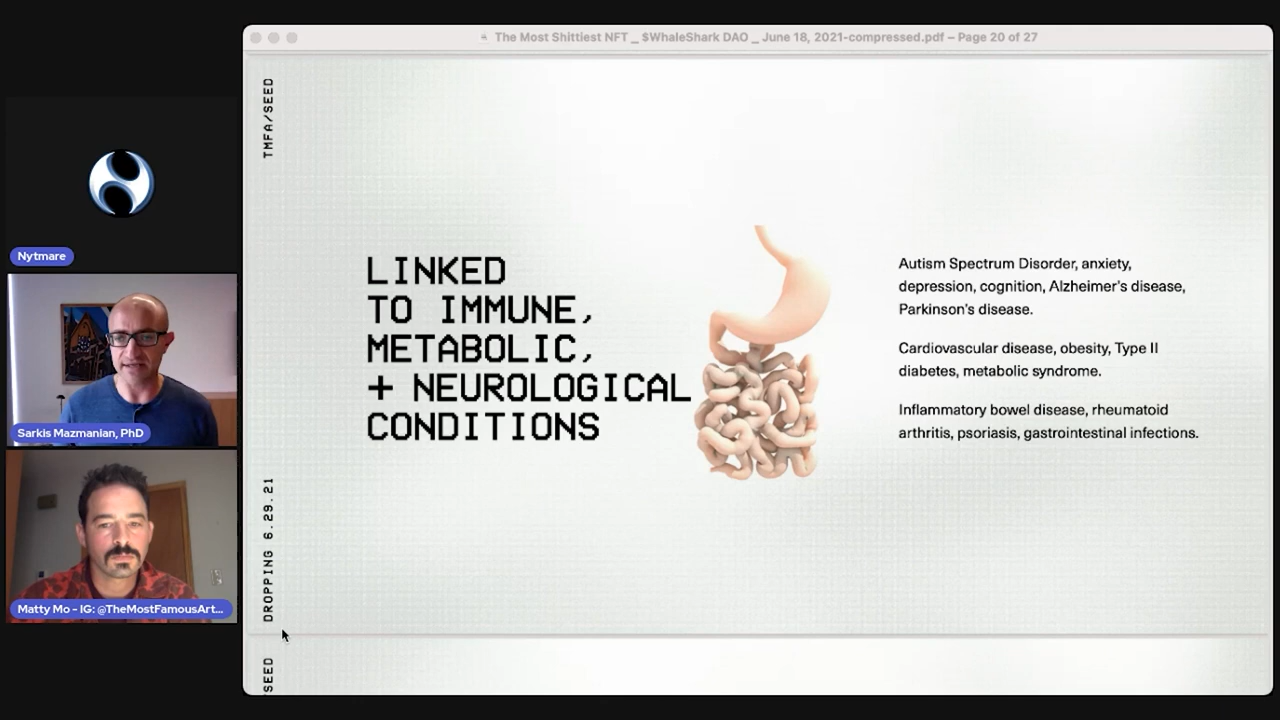 The Most Shittiest NFT _ $WhaleShark DAO _ June 18, 2021-compressed.pdf – Page 20 of 27
TMFA/SEED
LINKED
TO IMMUNE,
METABOLIC,
+ NEUROLOGICAL
CONDITIONS
Autism Spectrum Disorder, anxiety,
depression, cognition, Alzheimer's disease,
Parkinson's disease.
Cardiovascular disease, obesity, Type II
diabetes, metabolic syndrome.
Inflammatory bowel disease, rheumatoid
arthritis, psoriasis, gastrointestinal infections.
DROPPING 6.29.21
/SEED
Nytmare
Sarkis Mazmanian, PhD
Matty Mo - IG: @TheMostFamousArt...